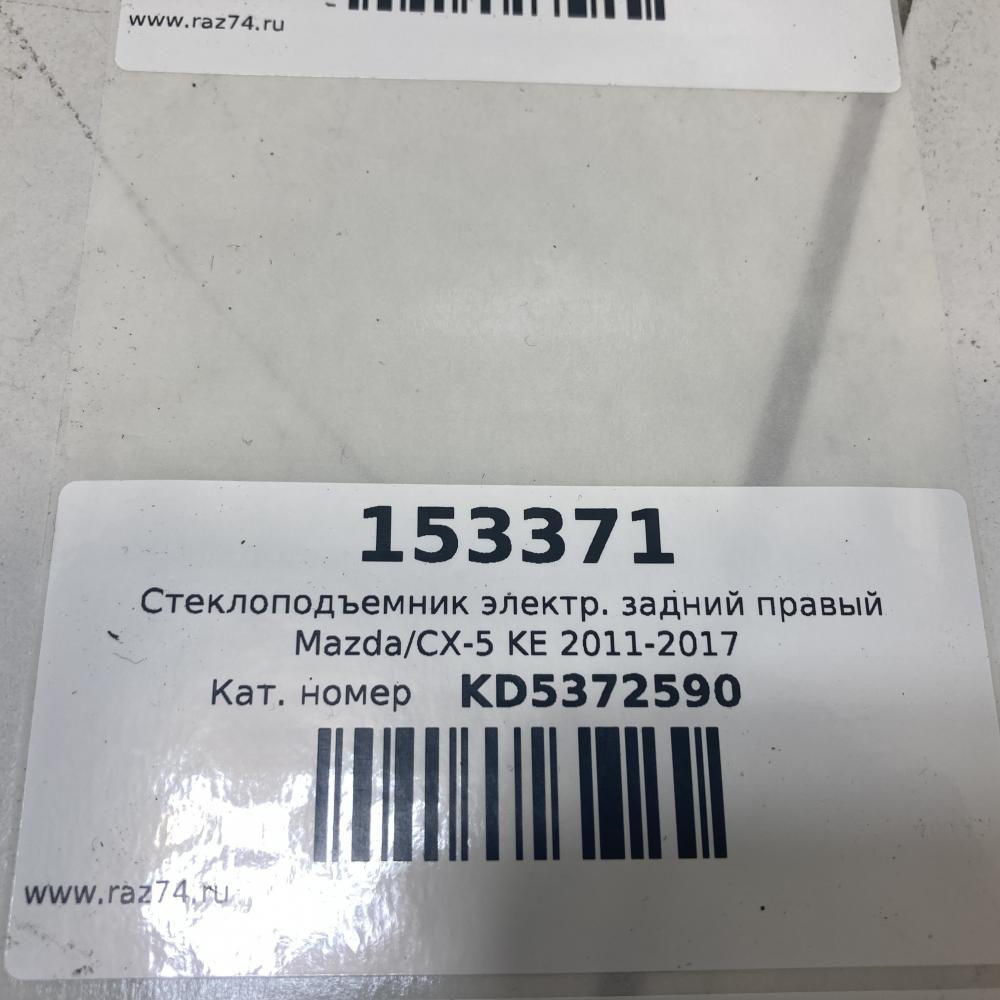 www.raz74.ru
153371
Стеклоподъемник электр. задний правый
Mazda/CX-5 KE 2011-2017
Кат. номер KD5372590
www.raz74.ru